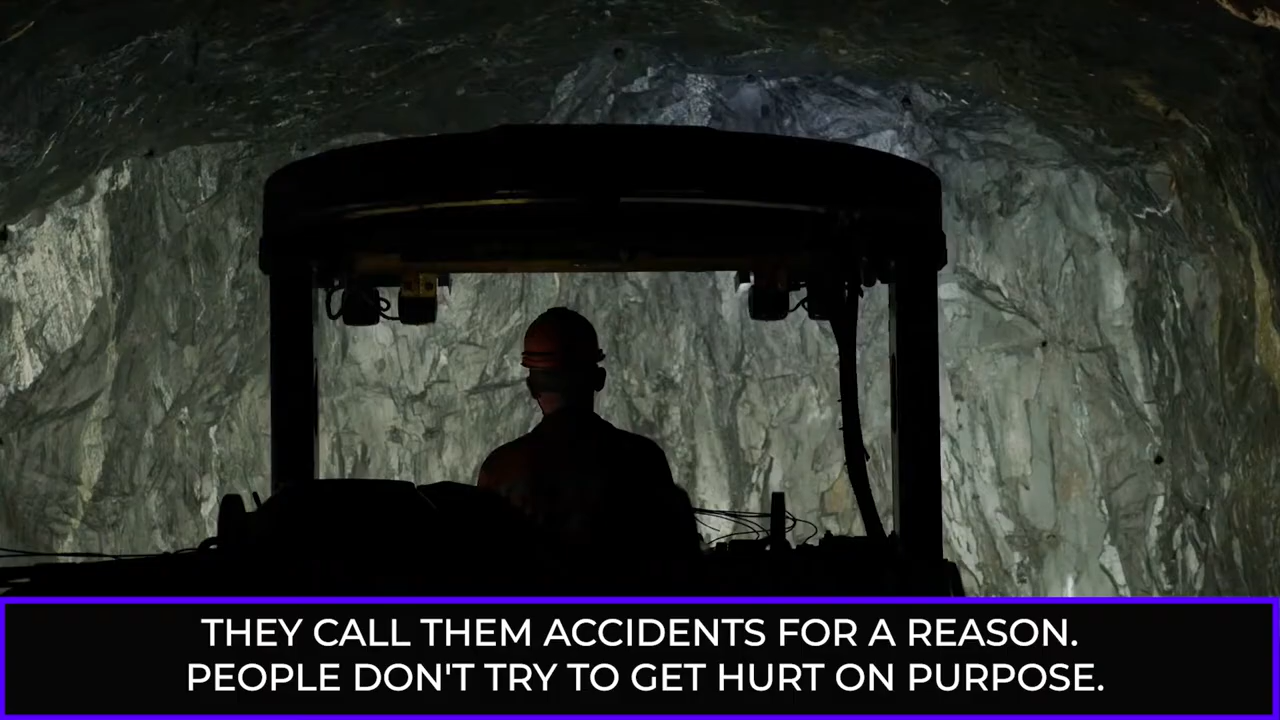 THEY CALL THEM ACCIDENTS FOR A REASON.
PEOPLE DON'T TRY TO GET HURT ON PURPOSE.